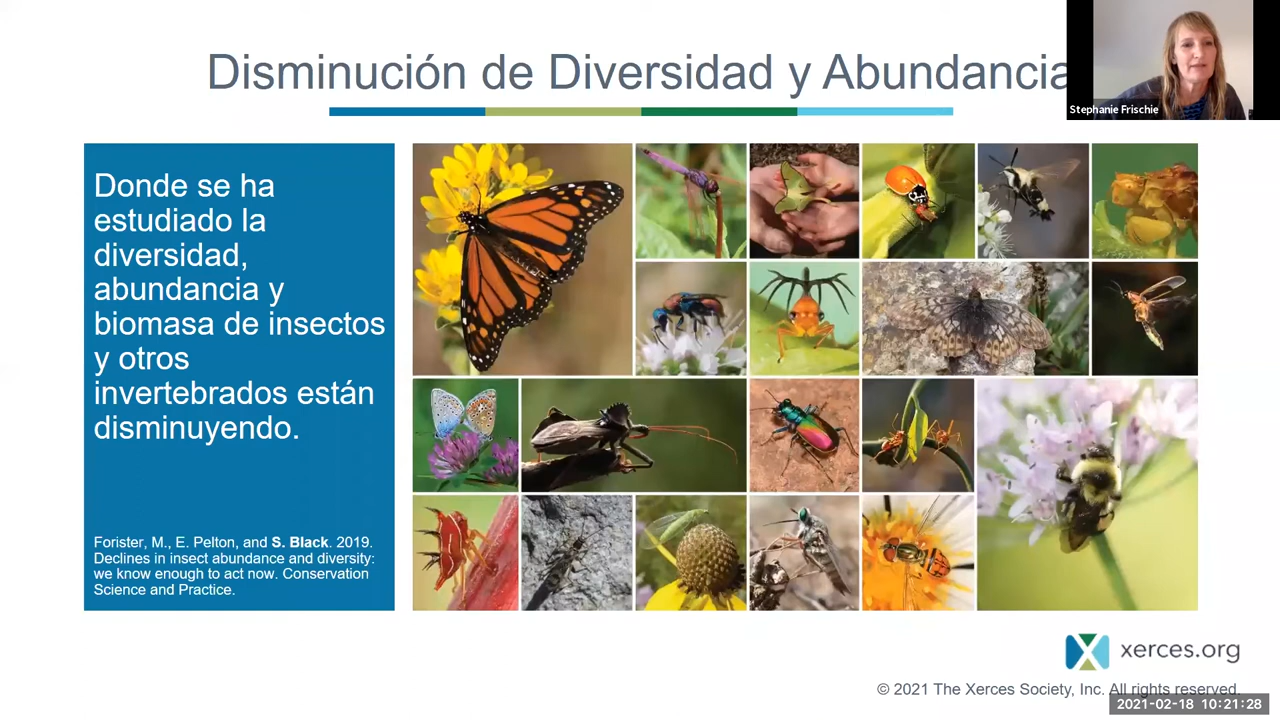 Disminución de Diversidad y Abundancia
Stephanie Frischie
Donde se ha
estudiado la
diversidad,
abundancia y
biomasa de insectos
y otros
invertebrados están
disminuyendo.
Forister, M., E. Pelton, and S. Black. 2019.
Declines in insect abundance and diversity:
we know enough to act now. Conservation
Science and Practice.
xerces.org
© 2021 The Xerces Society, Inc. All rights reserved.
2021-02-18 10:21:28